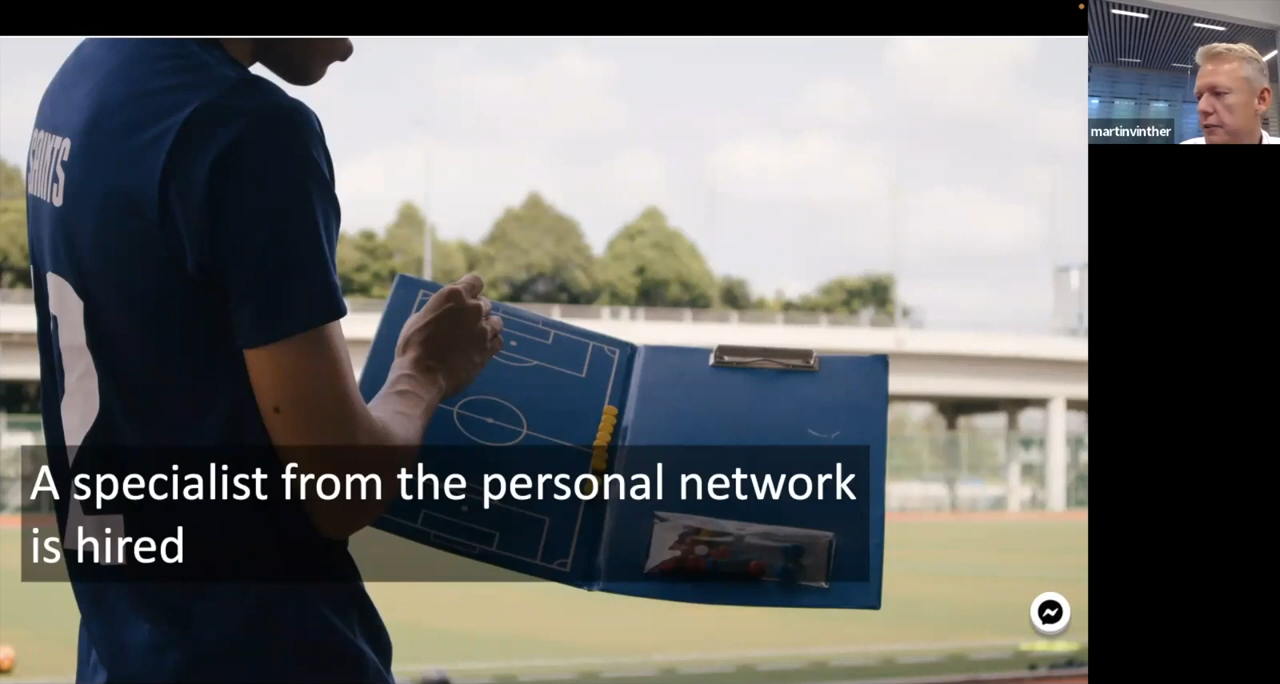 SAINTS
A specialist from the personal network
is hired
martinvinther